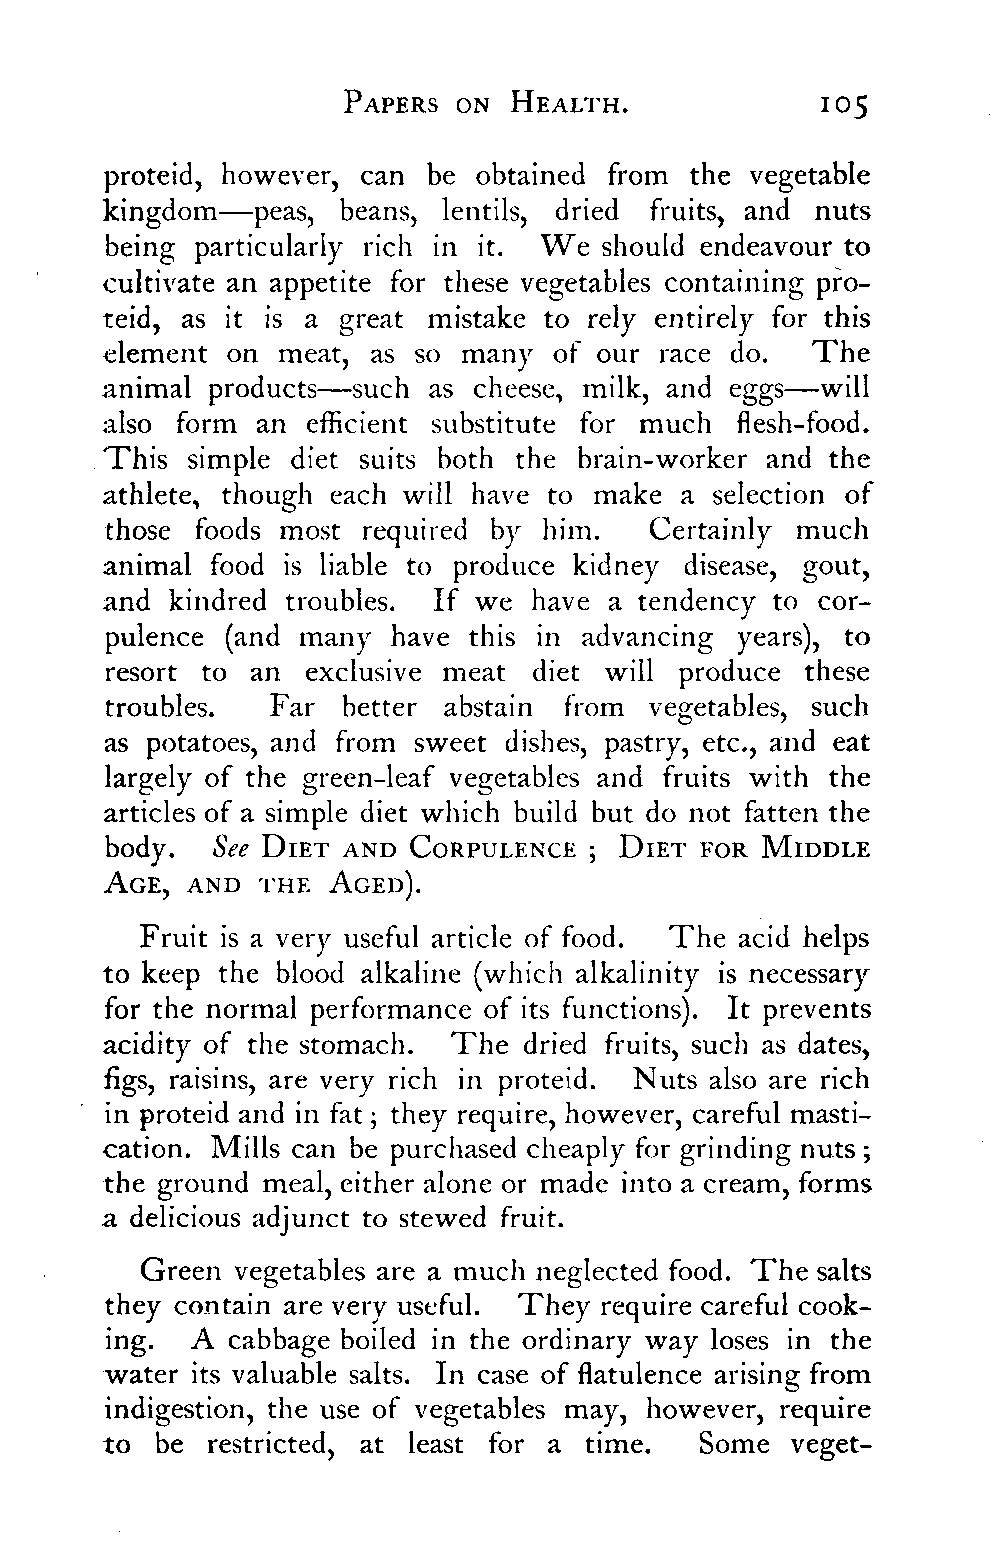 PAPERS ON HEALTH. 105
proteid, however, can be obtained from the vegetable
kingdom—peas, beans, lentils, dried fruits, and nuts
being particularly rich in it. We should endeavour to
cultivate an appetite for these vegetables containing pro-
teid, as it is a great mistake to rely entirely for this
element on meat, as so many of our race do. The
animal products—such as cheese, milk, and eggs—will
also form an efficient substitute for much flesh-food.
This simple diet suits both the brain-worker and the
athlete, though each will have to make a selection of
those foods most required by him. Certainly much
animal food is liable to produce kidney disease, gout,
and kindred troubles. If we have a tendency to cor-
pulence (and many have this in advancing years), to
resort to an exclusive meat diet will produce these
troubles. Far better abstain from vegetables, such
as potatoes, and from sweet dishes, pastry, etc., and eat
largely of the green-leaf vegetables and fruits with the
articles of a simple diet which build but do not fatten the
body. See DIET AND CORPULENCE ; DIET FOR MIDDLE
AGE, AND THE AGED).
Fruit is a very useful article of food. The acid helps
to keep the blood alkaline (which alkalinity is necessary
for the normal performance of its functions). It prevents
acidity of the stomach. The dried fruits, such as dates,
figs, raisins, are very rich in proteid. Nuts also are rich
in proteid and in fat ; they require, however, careful masti-
cation. Mills can be purchased cheaply for grinding nuts ;
the ground meal, either alone or made into a cream, forms
a delicious adjunct to stewed fruit.
Green vegetables are a much neglected food. The salts
they contain are very useful. They require careful cook-
ing. A cabbage boiled in the ordinary way loses in the
water its valuable salts. In case of flatulence arising from
indigestion, the use of vegetables may, however, require
to be restricted, at least for a time. Some veget-